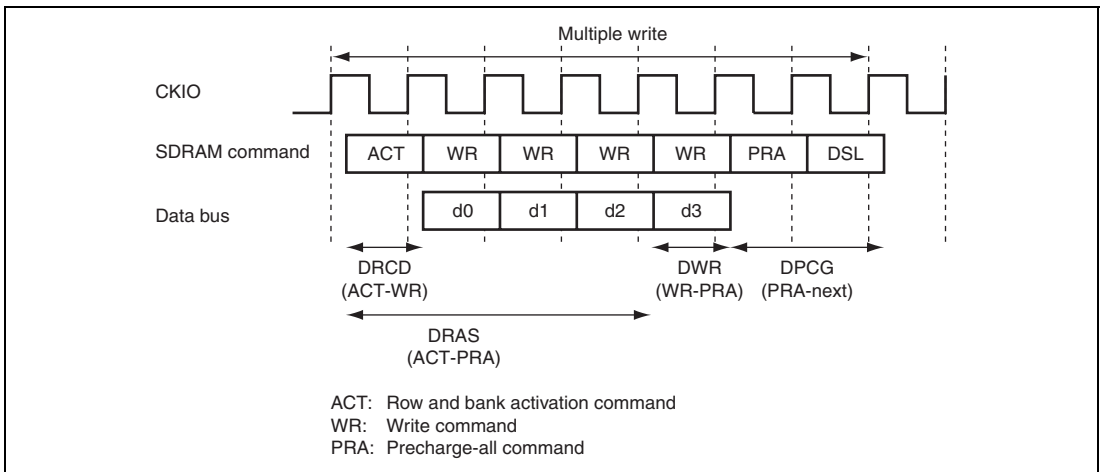 Multiple write
CKIO
SDRAM command
ACT WR WR WR WR PRA DSL
Data bus
d0 d1 d2 d3
DRCD DWR DPCG
(ACT-WR) (WR-PRA) (PRA-next)
DRAS
(ACT-PRA)
ACT: Row and bank activation command
WR: Write command
PRA: Precharge-all command